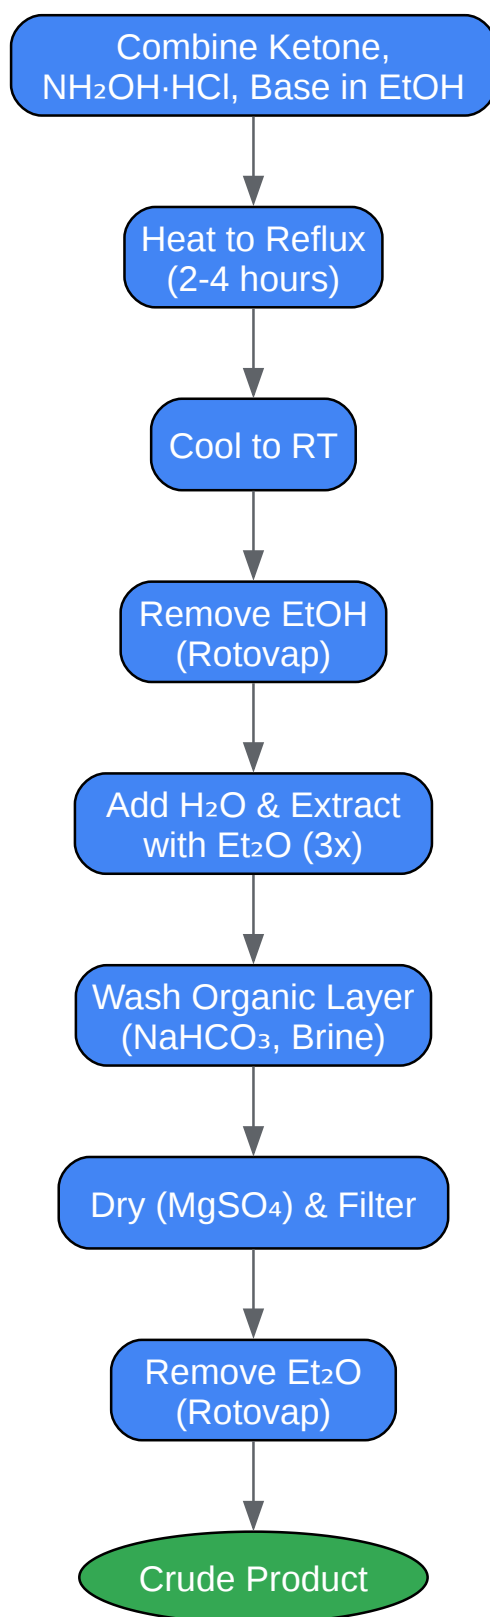 Combine Ketone,
NH₂OH·HCl, Base in EtOH
Heat to Reflux
(2-4 hours)
Cool to RT
Remove EtOH
(Rotovap)
Add H₂O & Extract
with Et₂O (3x)
Wash Organic Layer
(NaHCO₃, Brine)
Dry (MgSO₄) & Filter
Remove Et₂O
(Rotovap)
Crude Product